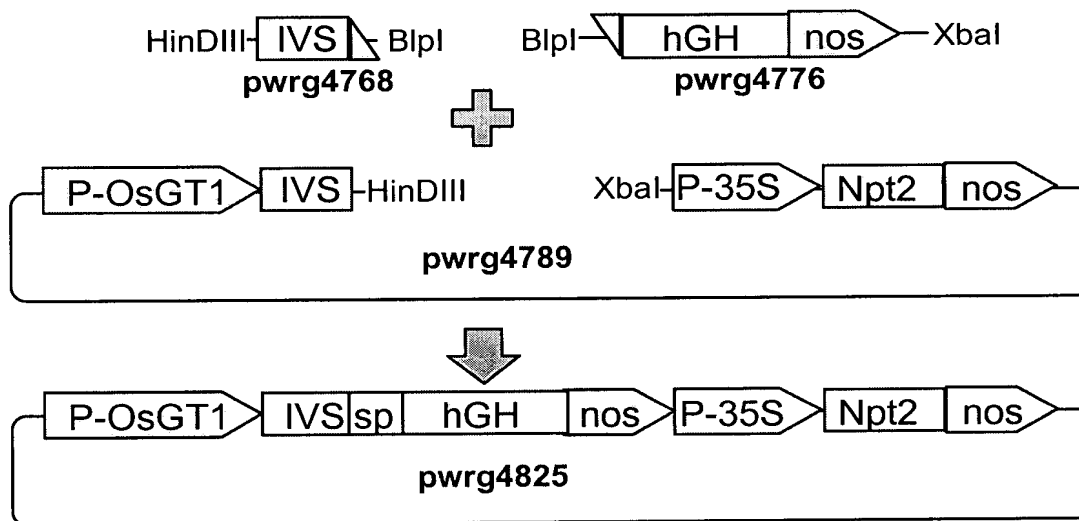 HinDIII IVS BlpI BlpI hGH nos XbaI
pwrg4768 pwrg4776
P-OsGT1 IVS HinDIII XbaI P-35S Npt2 nos
pwrg4789
P-OsGT1 IVS sp hGH nos P-35S Npt2 nos
pwrg4825